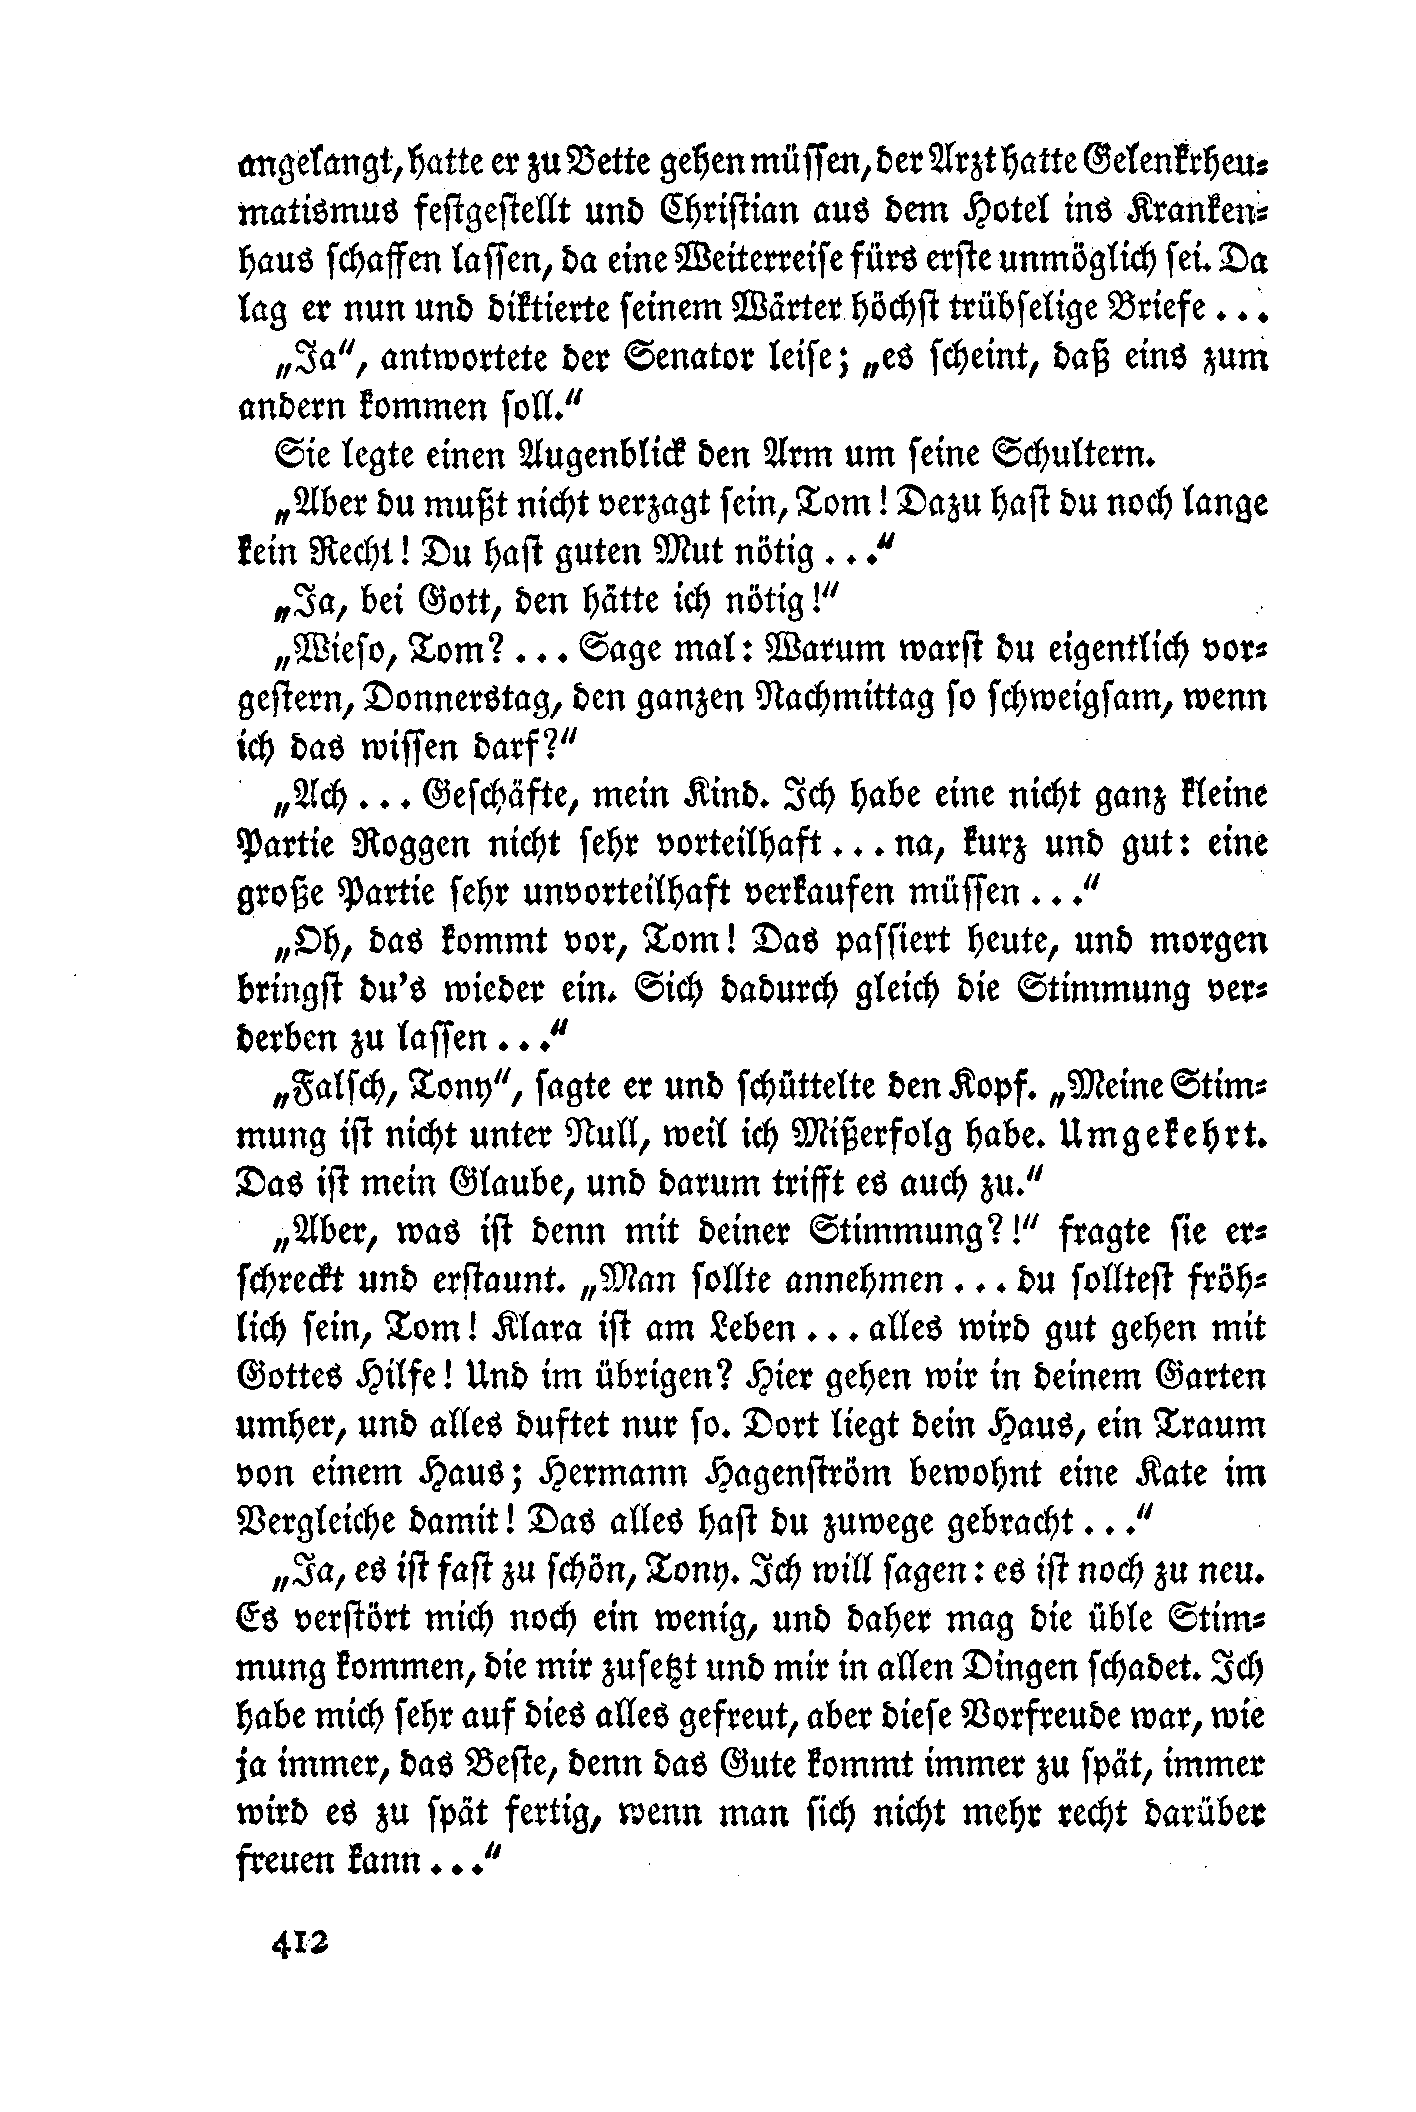 angelangt, hatte er zu Bette gehen müssen, der Arzt hatte Gelenkrheu-
matismus festgestellt und Christian aus dem Hotel ins Kranken-
haus schaffen lassen, da eine Weiterreise fürs erste unmöglich sei. Da
lag er nun und diktierte seinem Wärter höchst trübselige Briefe . . .
„Ja“, antwortete der Senator leise; „es scheint, daß eins zum
andern kommen soll.“
Sie legte einen Augenblick den Arm um seine Schultern.
„Aber du mußt nicht verzagt sein, Tom! Dazu hast du noch lange
kein Recht! Du hast guten Mut nötig . . .“
„Ja, bei Gott, den hätte ich nötig!“
„Wieso, Tom? . . . Sage mal: Warum warst du eigentlich vor-
gestern, Donnerstag, den ganzen Nachmittag so schweigsam, wenn
ich das wissen darf?“
„Ach . . . Geschäfte, mein Kind. Ich habe eine nicht ganz kleine
Partie Roggen nicht sehr vorteilhaft . . . na, kurz und gut: eine
große Partie sehr unvorteilhaft verkaufen müssen . . .“
„Oh, das kommt vor, Tom! Das passiert heute, und morgen
bringst du's wieder ein. Sich dadurch gleich die Stimmung ver-
derben zu lassen . . .“
„Falsch, Tony“, sagte er und schüttelte den Kopf. „Meine Stim-
mung ist nicht unter Null, weil ich Mißerfolg habe. Umgekehrt.
Das ist mein Glaube, und darum trifft es auch zu.“
„Aber, was ist denn mit deiner Stimmung?!“ fragte sie er-
schreckt und erstaunt. „Man sollte annehmen . . . du solltest fröh-
lich sein, Tom! Klara ist am Leben . . . alles wird gut gehen mit
Gottes Hilfe! Und im übrigen? Hier gehen wir in deinem Garten
umher, und alles duftet nur so. Dort liegt dein Haus, ein Traum
von einem Haus; Hermann Hagenström bewohnt eine Kate im
Vergleiche damit! Das alles hast du zuwege gebracht . . .“
„Ja, es ist fast zu schön, Tony. Ich will sagen: es ist noch zu neu.
Es verstört mich noch ein wenig, und daher mag die üble Stim-
mung kommen, die mir zusetzt und mir in allen Dingen schadet. Ich
habe mich sehr auf dies alles gefreut, aber diese Vorfreude war, wie
ja immer, das Beste, denn das Gute kommt immer zu spät, immer
wird es zu spät fertig, wenn man sich nicht mehr recht darüber
freuen kann . . .“
412